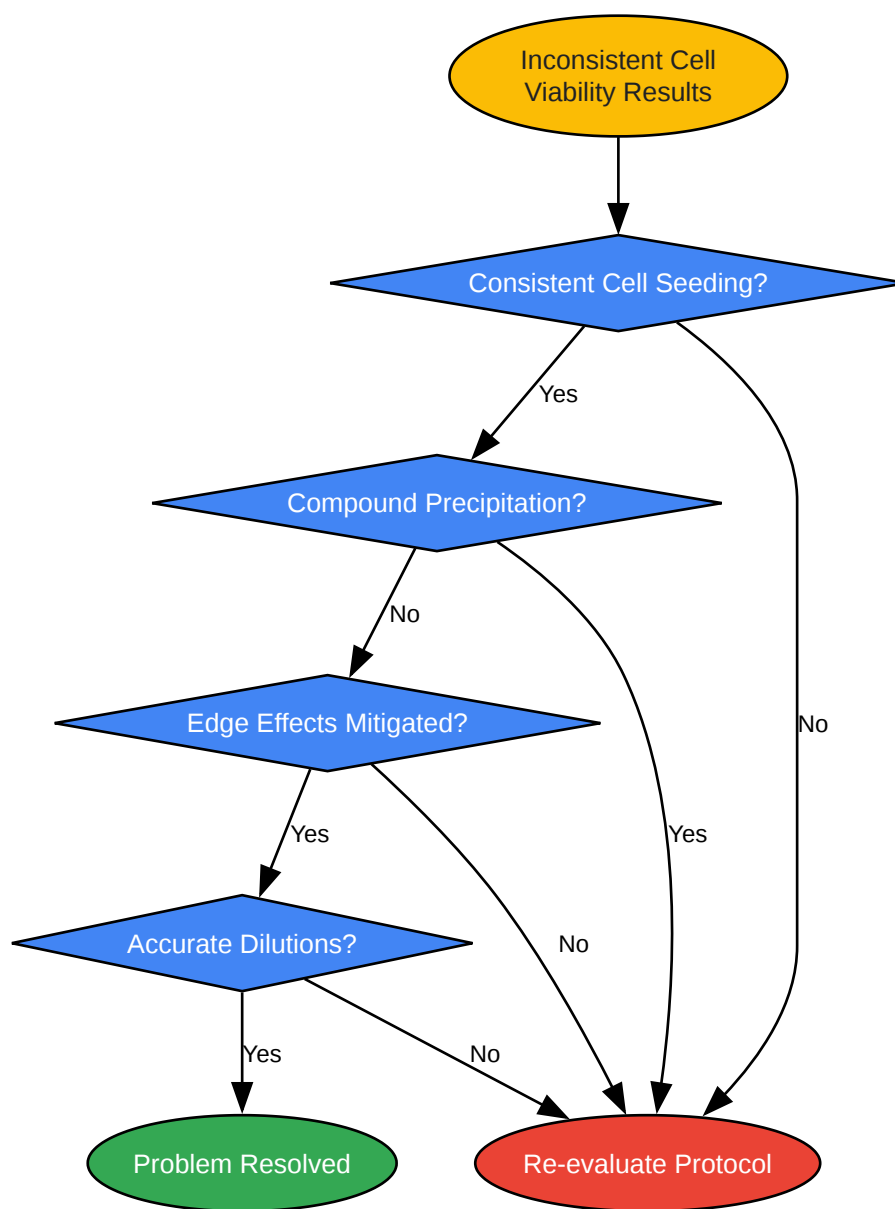 Inconsistent Cell
Viability Results
Consistent Cell Seeding?
Yes
Compound Precipitation?
No
Edge Effects Mitigated?
No
Yes
Yes
Accurate Dilutions?
No
Yes
No
Problem Resolved
Re-evaluate Protocol